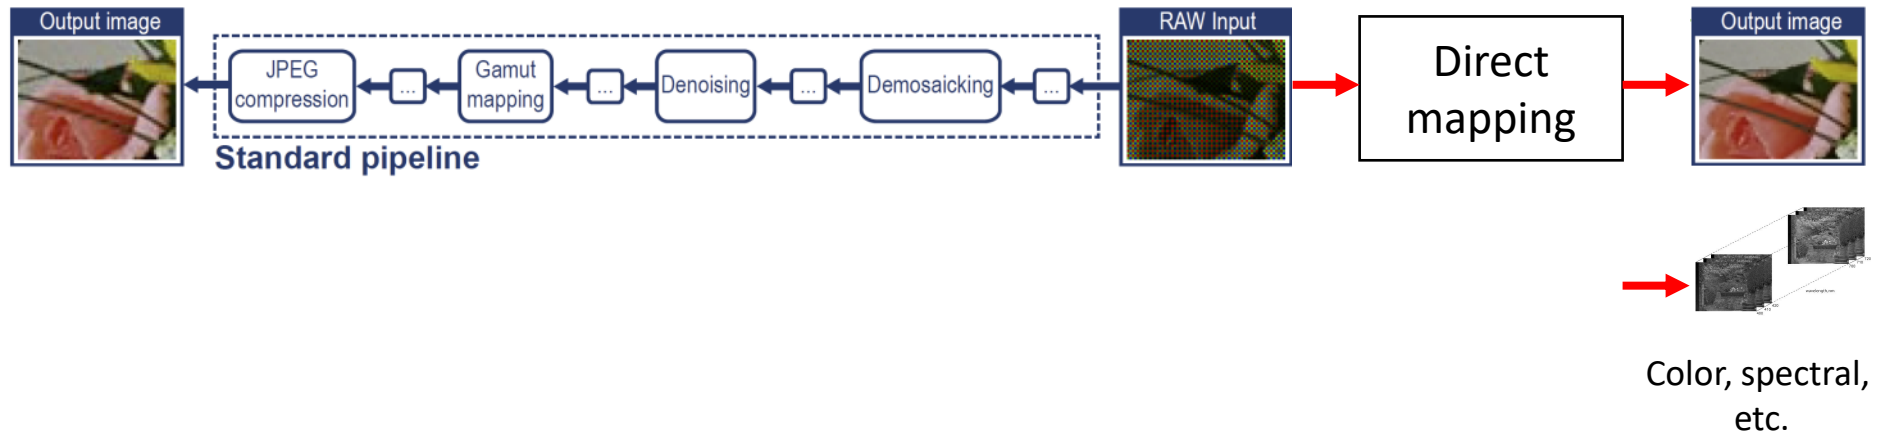 Output image
JPEG
compression
...
Gamut
mapping
...
Denoising
...
Demosaicking
...
Standard pipeline
RAW Input
Direct
mapping
Output image
Color, spectral,
etc.